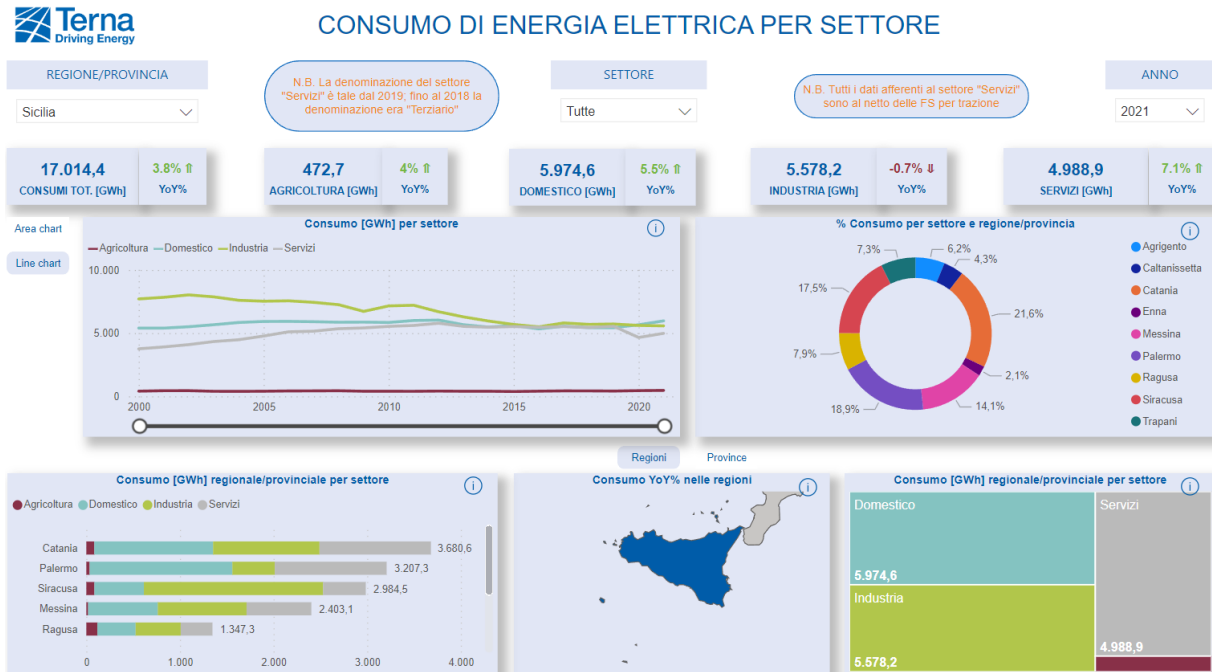 Terna
Driving Energy
CONSUMO DI ENERGIA ELETTRICA PER SETTORE
REGIONE/PROVINCIA
Sicilia
N.B. La denominazione del settore
"Servizi" è tale dal 2019; fino al 2018 la
denominazione era "Terziario"
SETTORE
Tutte
N.B. Tutti i dati afferenti al settore "Servizi"
sono al netto delle FS per trazione
ANNO
2021
17.014,4
CONSUMI TOT. [GWh]
3.8% ⇑
YoY%
472,7
AGRICOLTURA [GWh]
4% ⇑
YoY%
5.974,6
DOMESTICO [GWh]
5.5% ⇑
YoY%
5.578,2
INDUSTRIA [GWh]
-0.7% ⇓
YoY%
4.988,9
SERVIZI [GWh]
7.1% ⇑
YoY%
Area chart
Line chart
Consumo [GWh] per settore
Agricoltura Domestico Industria Servizi
10.000
5.000
0
2000 2005 2010 2015 2020
% Consumo per settore e regione/provincia
6,2%
4,3%
21,6%
2,1%
14,1%
18,9%
7,9%
17,5%
7,3%
Agrigento
Caltanissetta
Catania
Enna
Messina
Palermo
Ragusa
Siracusa
Trapani
Regioni
Province
Consumo [GWh] regionale/provinciale per settore
Agricoltura Domestico Industria Servizi
Catania 3.680,6
Palermo 3.207,3
Siracusa 2.984,5
Messina 2.403,1
Ragusa 1.347,3
0 1.000 2.000 3.000 4.000
Consumo YoY% nelle regioni
Consumo [GWh] regionale/provinciale per settore
Domestico
5.974,6
Industria
5.578,2
Servizi
4.988,9